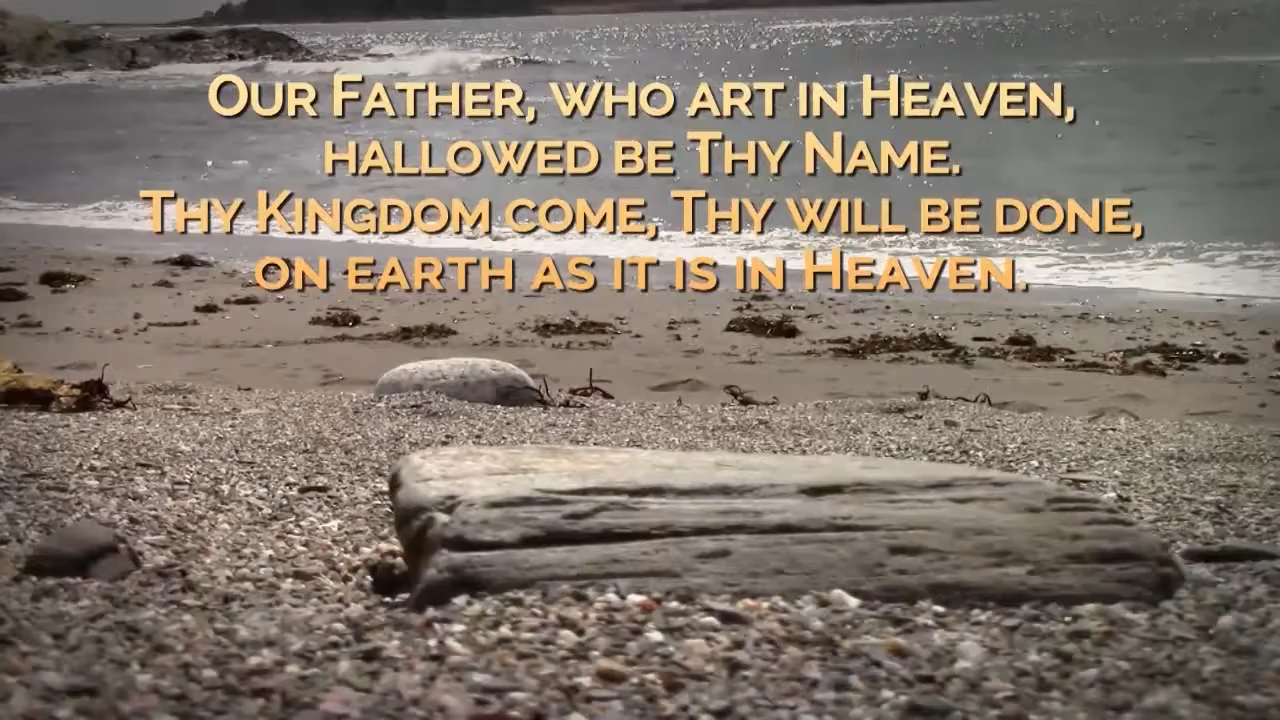 Our Father, who art in Heaven,
hallowed be Thy Name.
Thy Kingdom come, Thy will be done,
on earth as it is in Heaven.